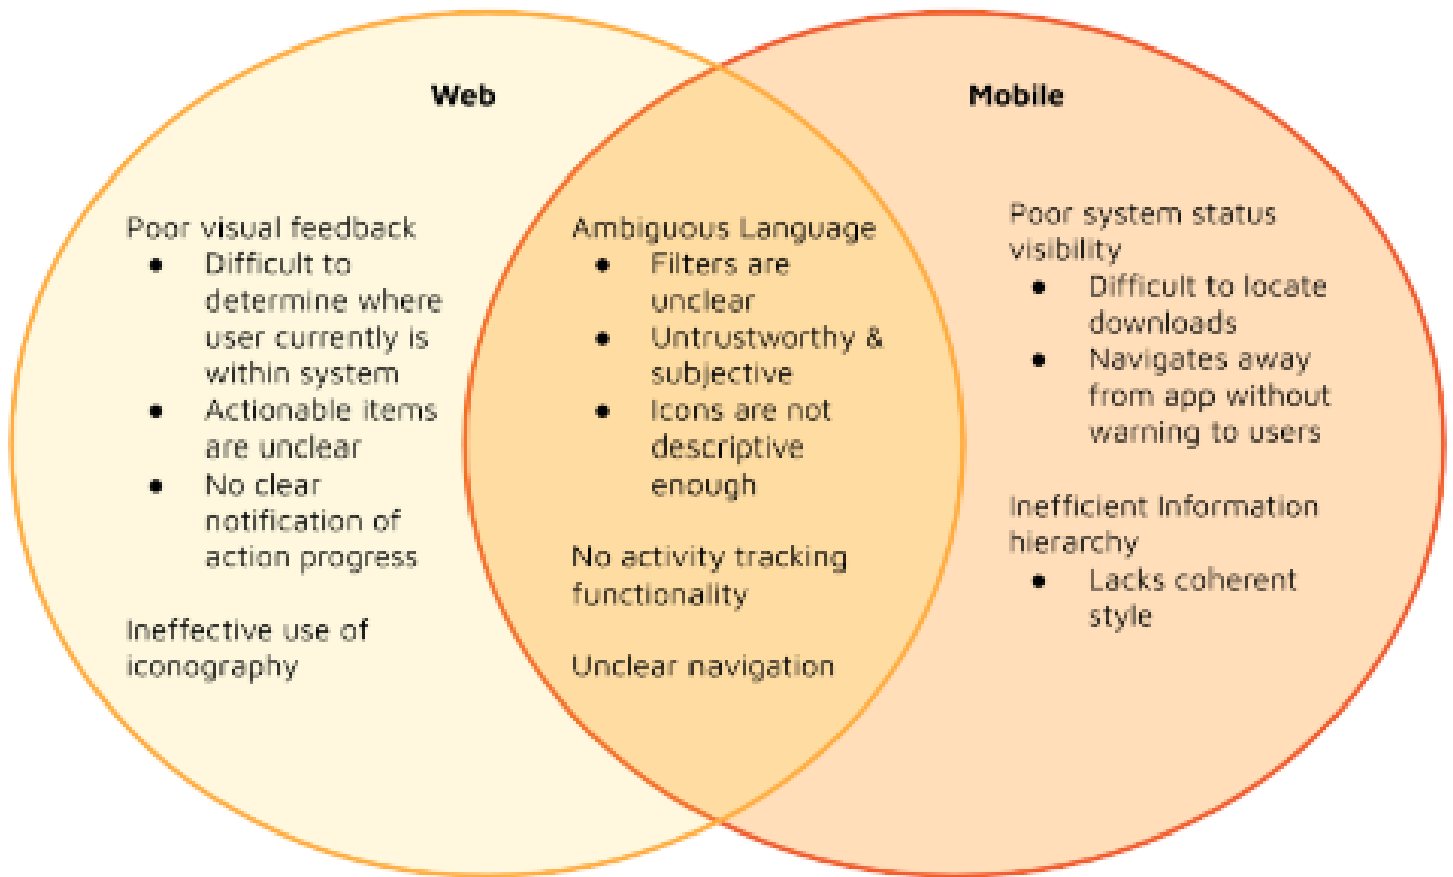 Web
Poor visual feedback
● Difficult to
determine where
user currently is
within system
● Actionable items
are unclear
● No clear
notification of
action progress
Ineffective use of
iconography
Ambiguous Language
● Filters are
unclear
● Untrustworthy &
subjective
● Icons are not
descriptive
enough
No activity tracking
functionality
Unclear navigation
Mobile
Poor system status
visibility
● Difficult to locate
downloads
● Navigates away
from app without
warning to users
Inefficient Information
hierarchy
● Lacks coherent
style